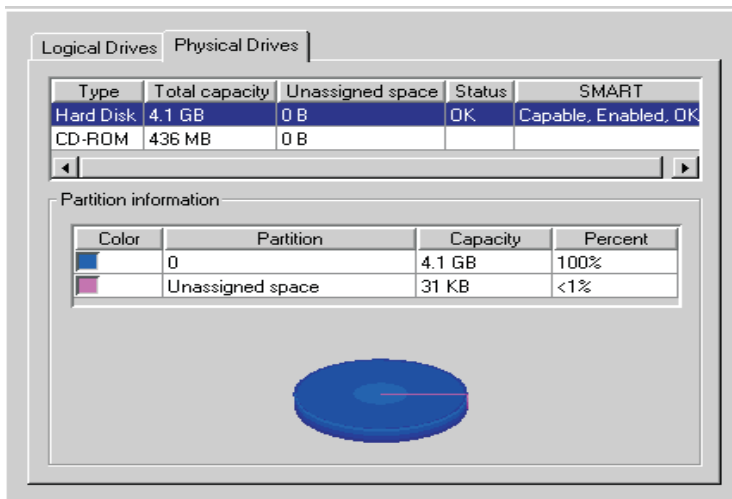 Logical Drives Physical Drives
Type Total capacity Unassigned space Status SMART
Hard Disk 4.1 GB 0 B OK Capable, Enabled, OK
CD-ROM 436 MB 0 B
Partition information
Color Partition Capacity Percent
0 4.1 GB 100%
Unassigned space 31 KB <1%